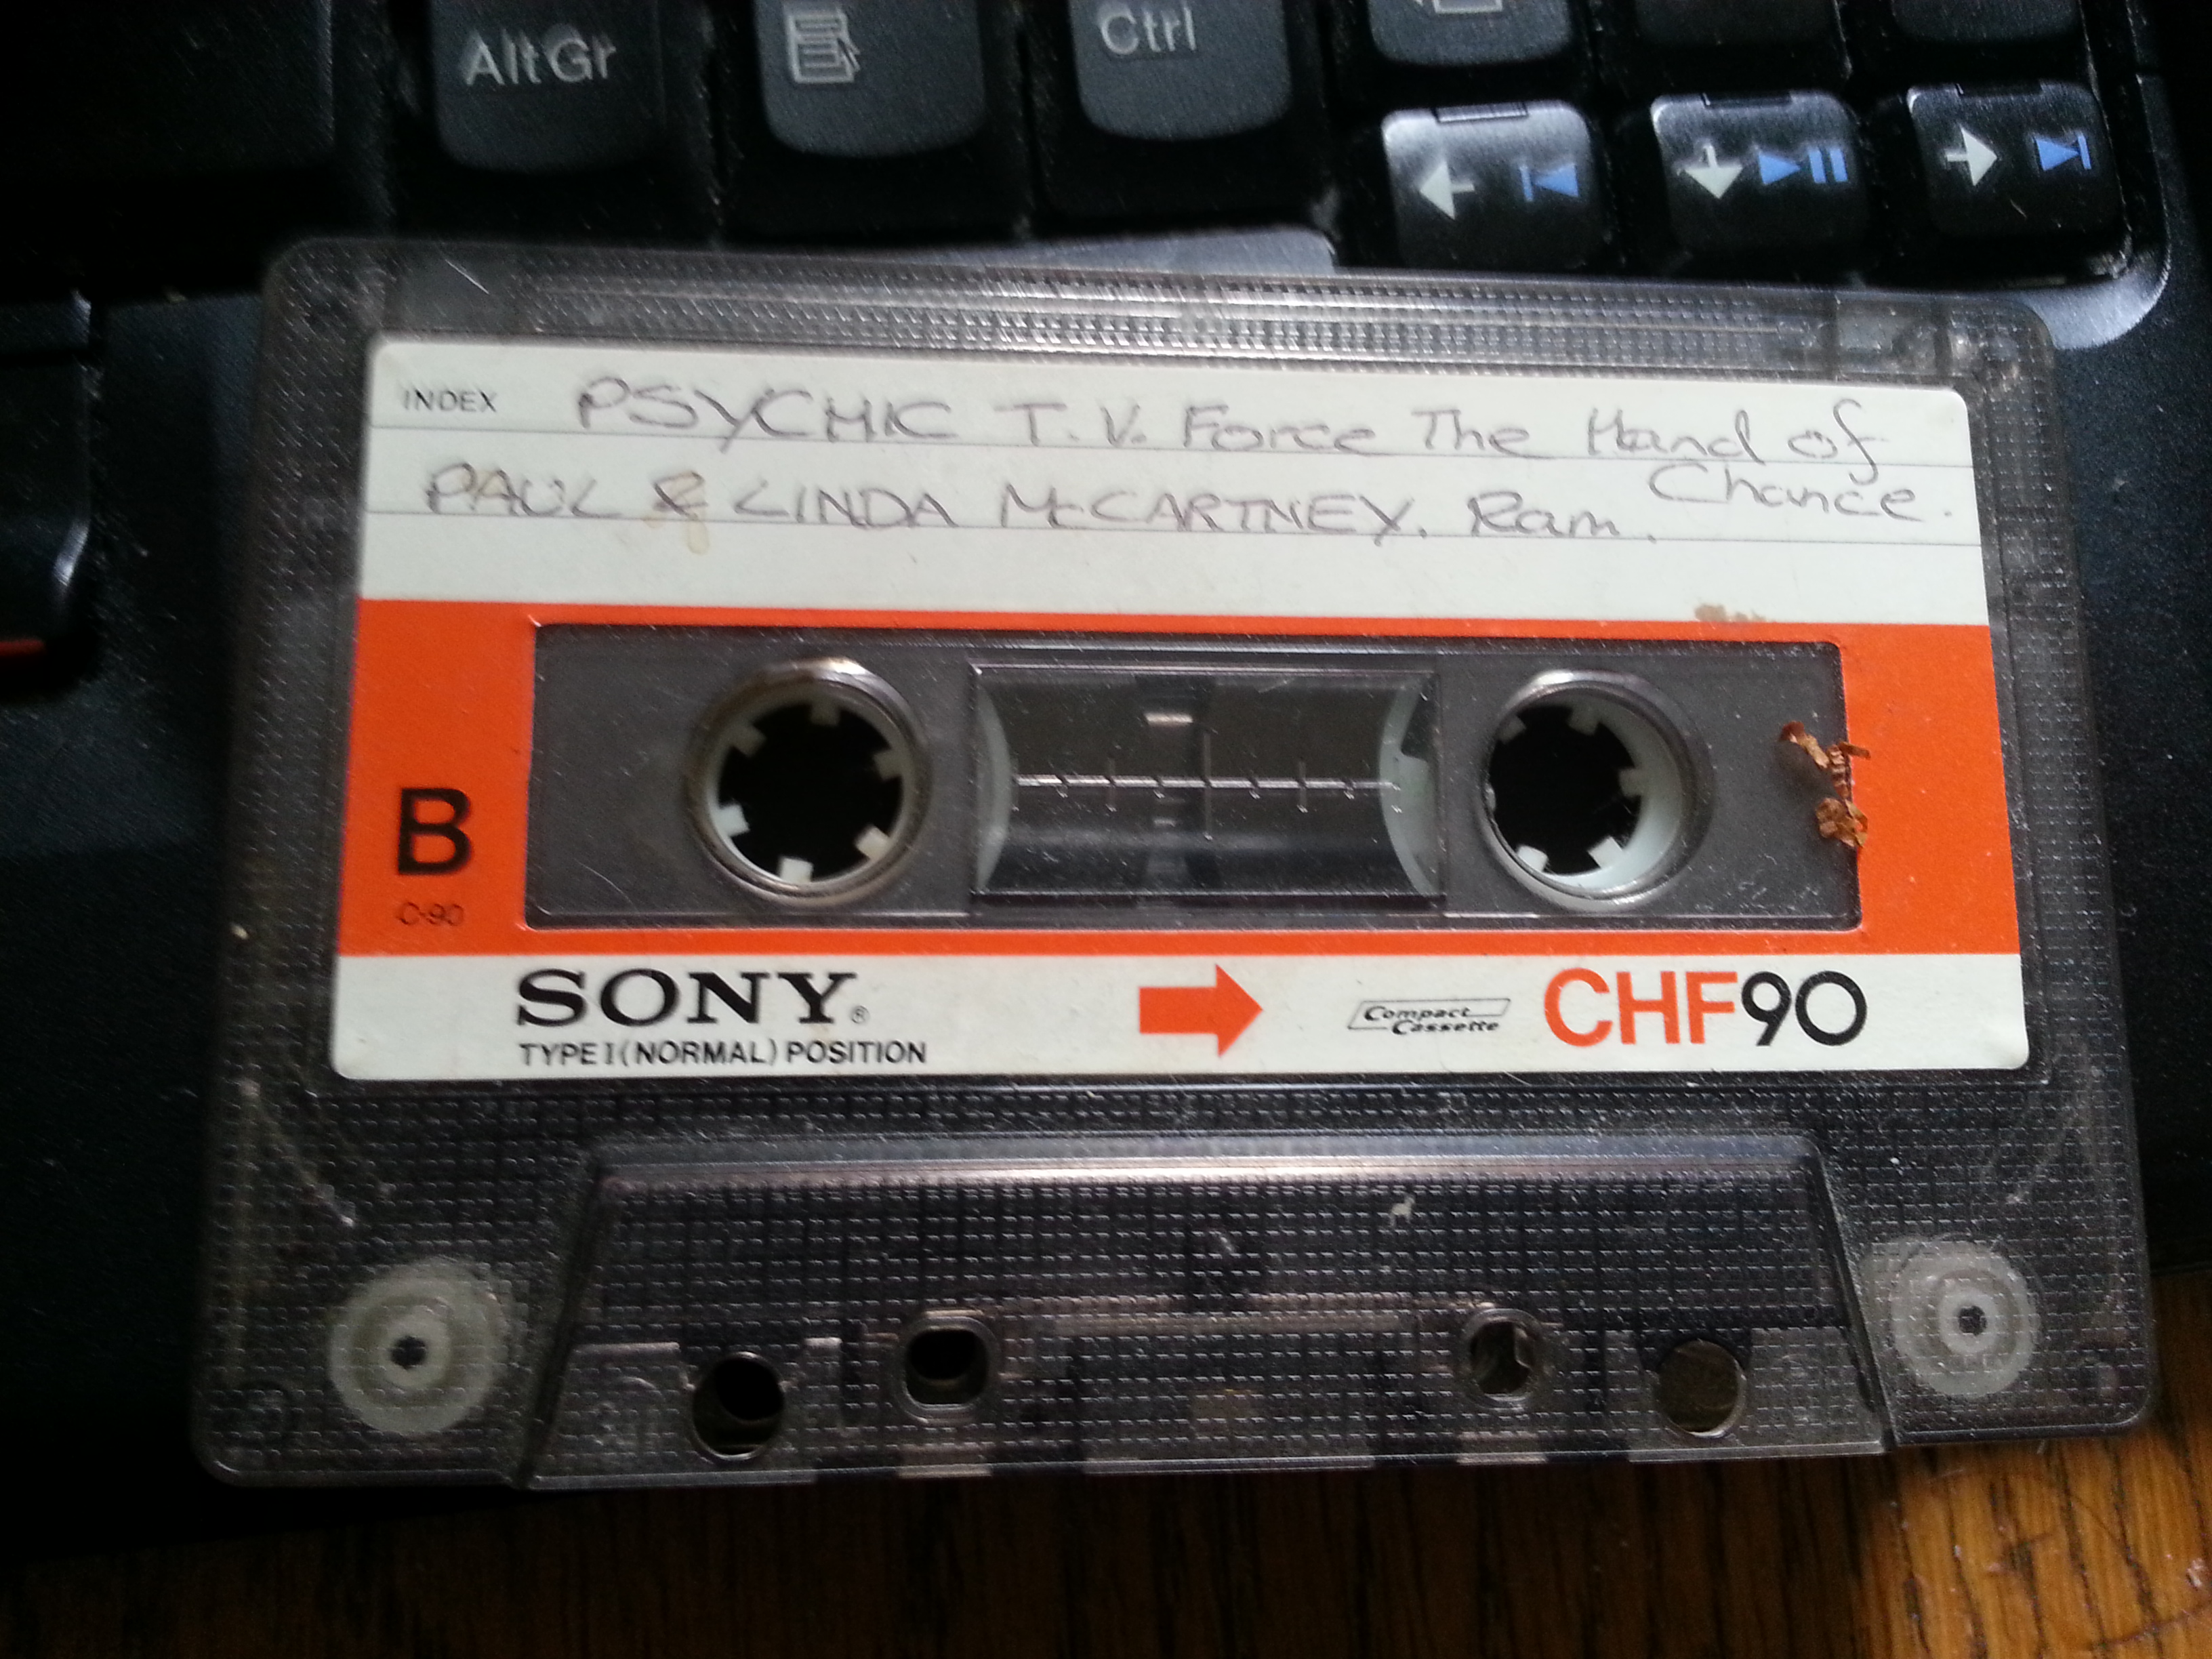 AltGr
Ctrl
INDEX PSYCHIC T.V. Force The Hand of
Chance.
PAUL & LINDA McCARTNEY. Ram.
B
C-90
SONY®
TYPE I (NORMAL) POSITION
Compact
Cassette
CHF90